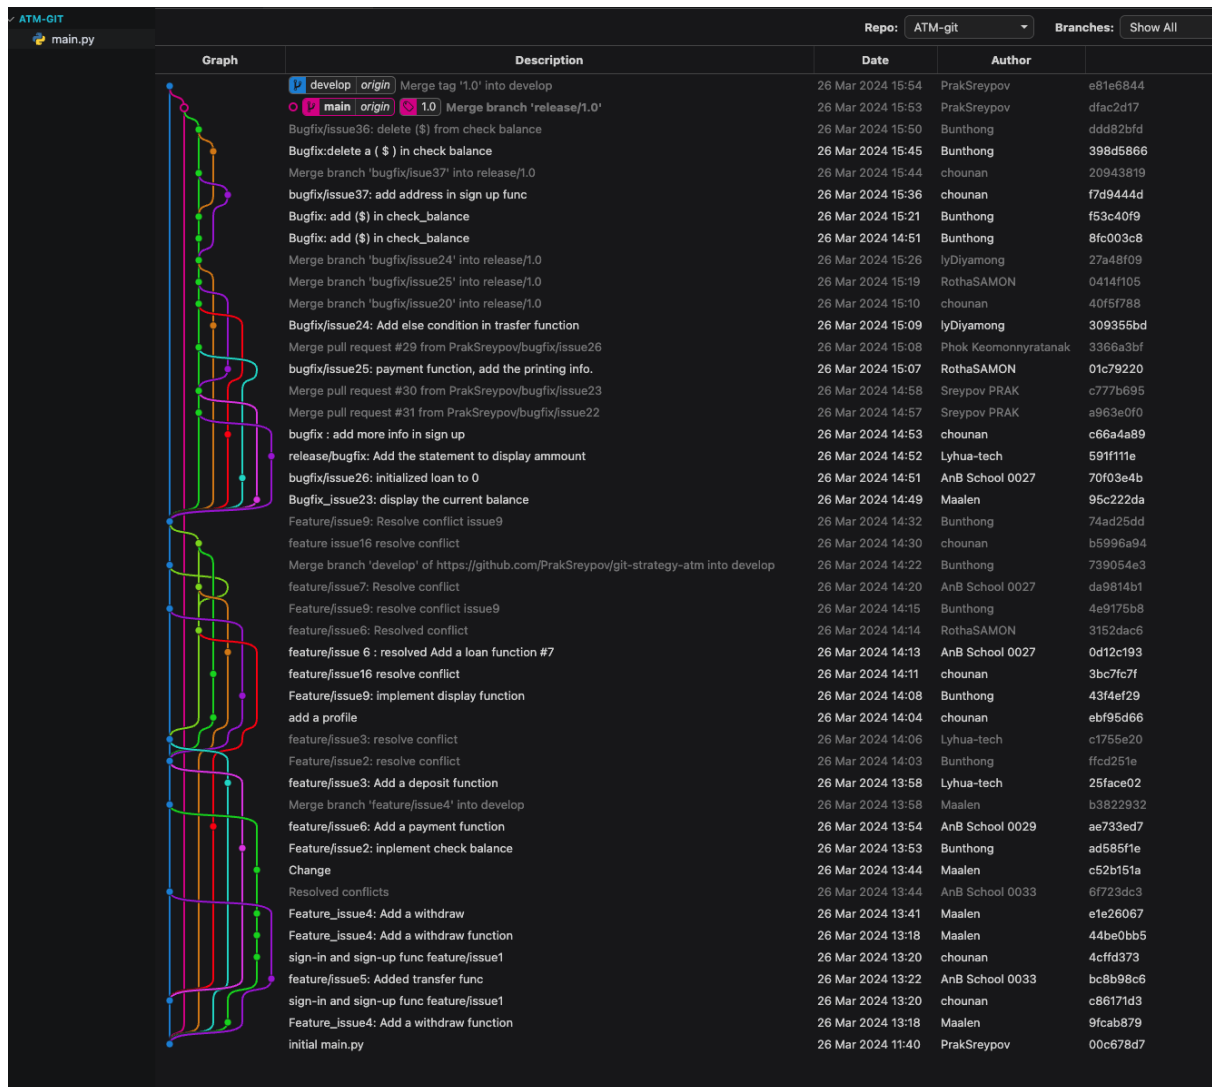 ATM-GIT
main.py
Repo: ATM-git Branches: Show All
Graph Description Date Author
develop origin Merge tag '1.0' into develop 26 Mar 2024 15:54 PrakSreypov e81e6844
main origin 1.0 Merge branch 'release/1.0' 26 Mar 2024 15:53 PrakSreypov dfac2d17
Bugfix/issue36: delete ($) from check balance 26 Mar 2024 15:50 Bunthong ddd82bfd
Bugfix:delete a ( $ ) in check balance 26 Mar 2024 15:45 Bunthong 398d5866
Merge branch 'bugfix/isue37' into release/1.0 26 Mar 2024 15:44 chounan 20943819
bugfix/issue37: add address in sign up func 26 Mar 2024 15:36 chounan f7d9444d
Bugfix: add ($) in check_balance 26 Mar 2024 15:21 Bunthong f53c40f9
Bugfix: add ($) in check_balance 26 Mar 2024 14:51 Bunthong 8fc003c8
Merge branch 'bugfix/issue24' into release/1.0 26 Mar 2024 15:26 lyDiyamong 27a48f09
Merge branch 'bugfix/issue25' into release/1.0 26 Mar 2024 15:19 RothaSAMON 0414f105
Merge branch 'bugfix/issue20' into release/1.0 26 Mar 2024 15:10 chounan 40f5f788
Bugfix/issue24: Add else condition in trasfer function 26 Mar 2024 15:09 lyDiyamong 309355bd
Merge pull request #29 from PrakSreypov/bugfix/issue26 26 Mar 2024 15:08 Phok Keomonnyratanak 3366a3bf
bugfix/issue25: payment function, add the printing info. 26 Mar 2024 15:07 RothaSAMON 01c79220
Merge pull request #30 from PrakSreypov/bugfix/issue23 26 Mar 2024 14:58 Sreypov PRAK c777b695
Merge pull request #31 from PrakSreypov/bugfix/issue22 26 Mar 2024 14:57 Sreypov PRAK a963e0f0
bugfix : add more info in sign up 26 Mar 2024 14:53 chounan c66a4a89
release/bugfix: Add the statement to display ammount 26 Mar 2024 14:52 Lyhua-tech 591f111e
bugfix/issue26: initialized loan to 0 26 Mar 2024 14:51 AnB School 0027 70f03e4b
Bugfix_issue23: display the current balance 26 Mar 2024 14:49 Maalen 95c222da
Feature/issue9: Resolve conflict issue9 26 Mar 2024 14:32 Bunthong 74ad25dd
feature issue16 resolve conflict 26 Mar 2024 14:30 chounan b5996a94
Merge branch 'develop' of https://github.com/PrakSreypov/git-strategy-atm into develop 26 Mar 2024 14:22 Bunthong 739054e3
feature/issue7: Resolve conflict 26 Mar 2024 14:20 AnB School 0027 da9814b1
Feature/issue9: resolve conflict issue9 26 Mar 2024 14:15 Bunthong 4e9175b8
feature/issue6: Resolved conflict 26 Mar 2024 14:14 RothaSAMON 3152dac6
feature/issue 6 : resolved Add a loan function #7 26 Mar 2024 14:13 AnB School 0027 0d12c193
feature/issue16 resolve conflict 26 Mar 2024 14:11 chounan 3bc7fc7f
Feature/issue9: implement display function 26 Mar 2024 14:08 Bunthong 43f4ef29
add a profile 26 Mar 2024 14:04 chounan ebf95d66
feature/issue3: resolve conflict 26 Mar 2024 14:06 Lyhua-tech c1755e20
Feature/issue2: resolve conflict 26 Mar 2024 14:03 Bunthong ffcd251e
feature/issue3: Add a deposit function 26 Mar 2024 13:58 Lyhua-tech 25face02
Merge branch 'feature/issue4' into develop 26 Mar 2024 13:58 Maalen b3822932
feature/issue6: Add a payment function 26 Mar 2024 13:54 AnB School 0029 ae733ed7
Feature/issue2: inplement check balance 26 Mar 2024 13:53 Bunthong ad585f1e
Change 26 Mar 2024 13:44 Maalen c52b151a
Resolved conflicts 26 Mar 2024 13:44 AnB School 0033 6f723dc3
Feature_issue4: Add a withdraw 26 Mar 2024 13:41 Maalen e1e26067
Feature_issue4: Add a withdraw function 26 Mar 2024 13:18 Maalen 44be0bb5
sign-in and sign-up func feature/issue1 26 Mar 2024 13:20 chounan 4cffd373
feature/issue5: Added transfer func 26 Mar 2024 13:22 AnB School 0033 bc8b98c6
sign-in and sign-up func feature/issue1 26 Mar 2024 13:20 chounan c86171d3
Feature_issue4: Add a withdraw function 26 Mar 2024 13:18 Maalen 9fcab879
initial main.py 26 Mar 2024 11:40 PrakSreypov 00c678d7